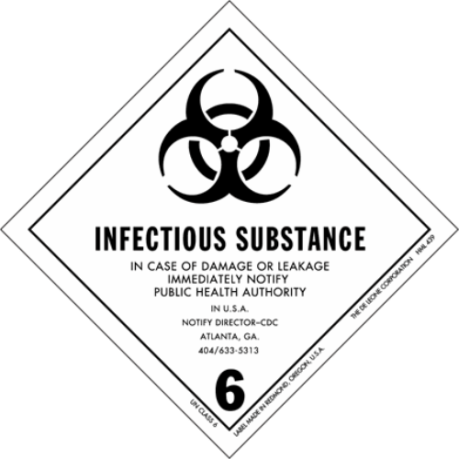 INFECTIOUS SUBSTANCE
IN CASE OF DAMAGE OR LEAKAGE
IMMEDIATELY NOTIFY
PUBLIC HEALTH AUTHORITY
IN U.S.A.
NOTIFY DIRECTOR–CDC
ATLANTA, GA.
404/633-5313
6
UN CLASS 6
LABEL MADE IN REDMOND, OREGON, U.S.A.
THE DE LEONE CORPORATION HML 429